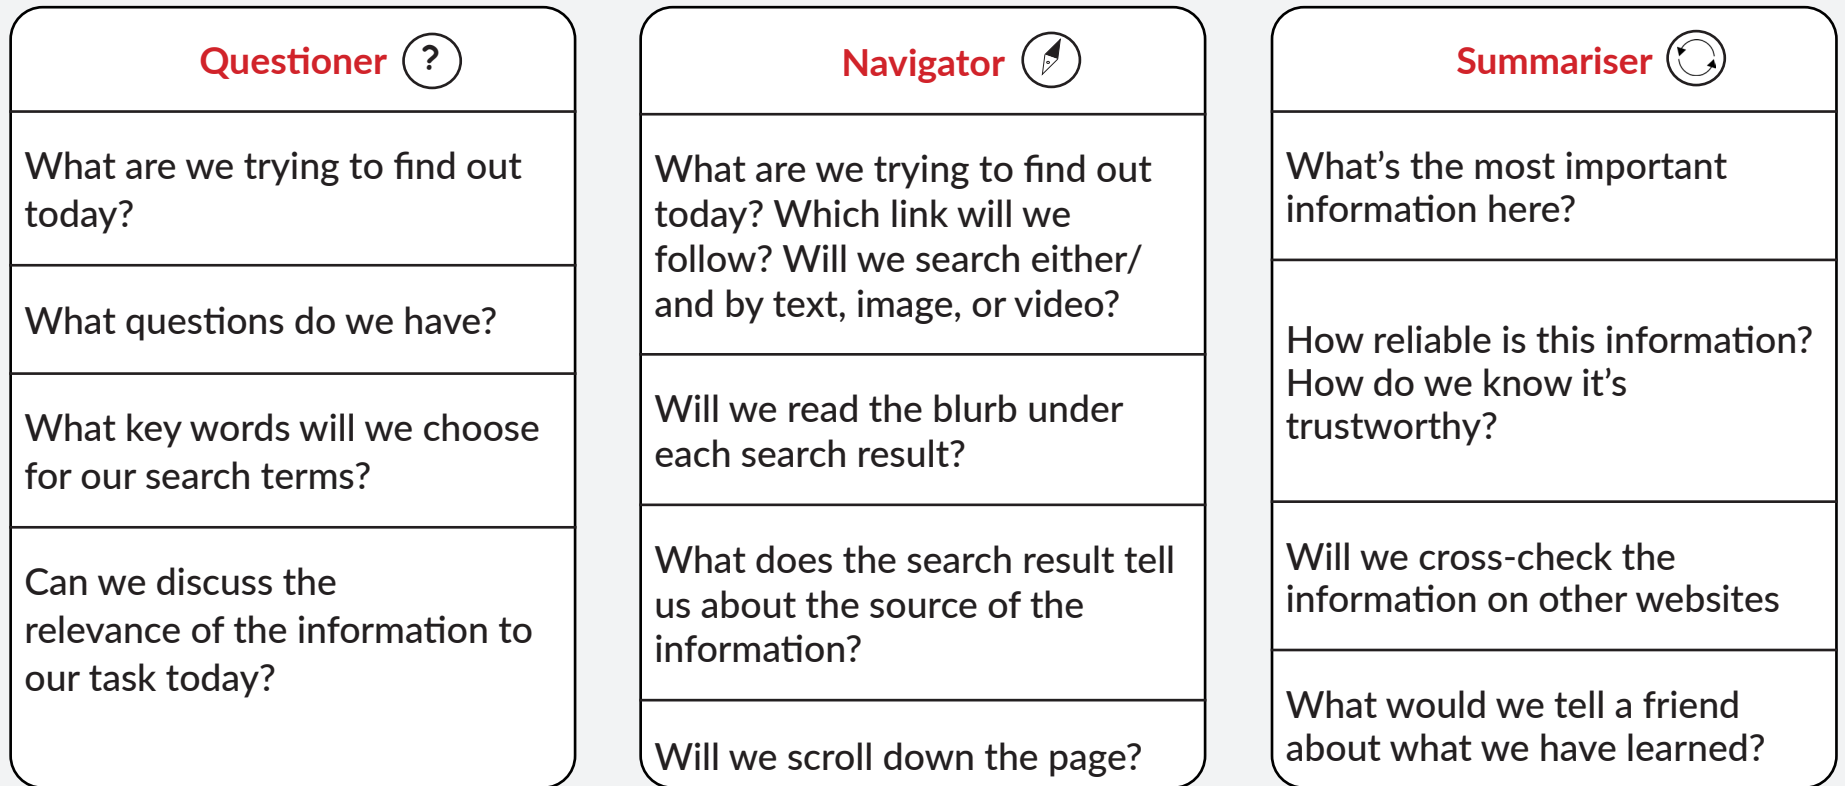 Questioner ?
What are we trying to find out
today?
What questions do we have?
What key words will we choose
for our search terms?
Can we discuss the
relevance of the information to
our task today?
Navigator
What are we trying to find out
today? Which link will we
follow? Will we search either/
and by text, image, or video?
Will we read the blurb under
each search result?
What does the search result tell
us about the source of the
information?
Will we scroll down the page?
Summariser
What’s the most important
information here?
How reliable is this information?
How do we know it’s
trustworthy?
Will we cross-check the
information on other websites
What would we tell a friend
about what we have learned?